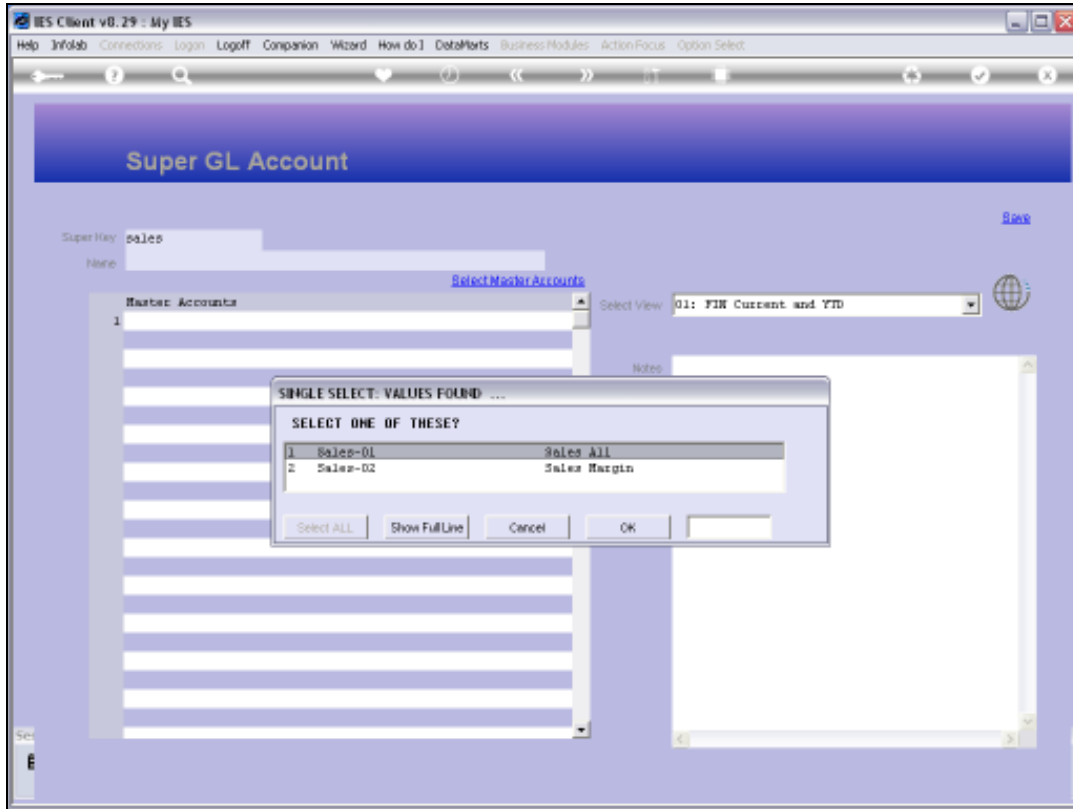 IES Client v8.29 : My IES
Help Infolab Connections Logon Logoff Companion Wizard How do I DataMarts Business Modules Action Focus Option Select
Super GL Account
Save
Super Key sales
Name
Select Master Accounts
Master Accounts
Select View 01: FIN Current and YTD
1
Notes
SINGLE SELECT: VALUES FOUND ...
SELECT ONE OF THESE?
1 Sales-01 Sales All
2 Sales-02 Sales Margin
Select ALL Show Full Line Cancel OK